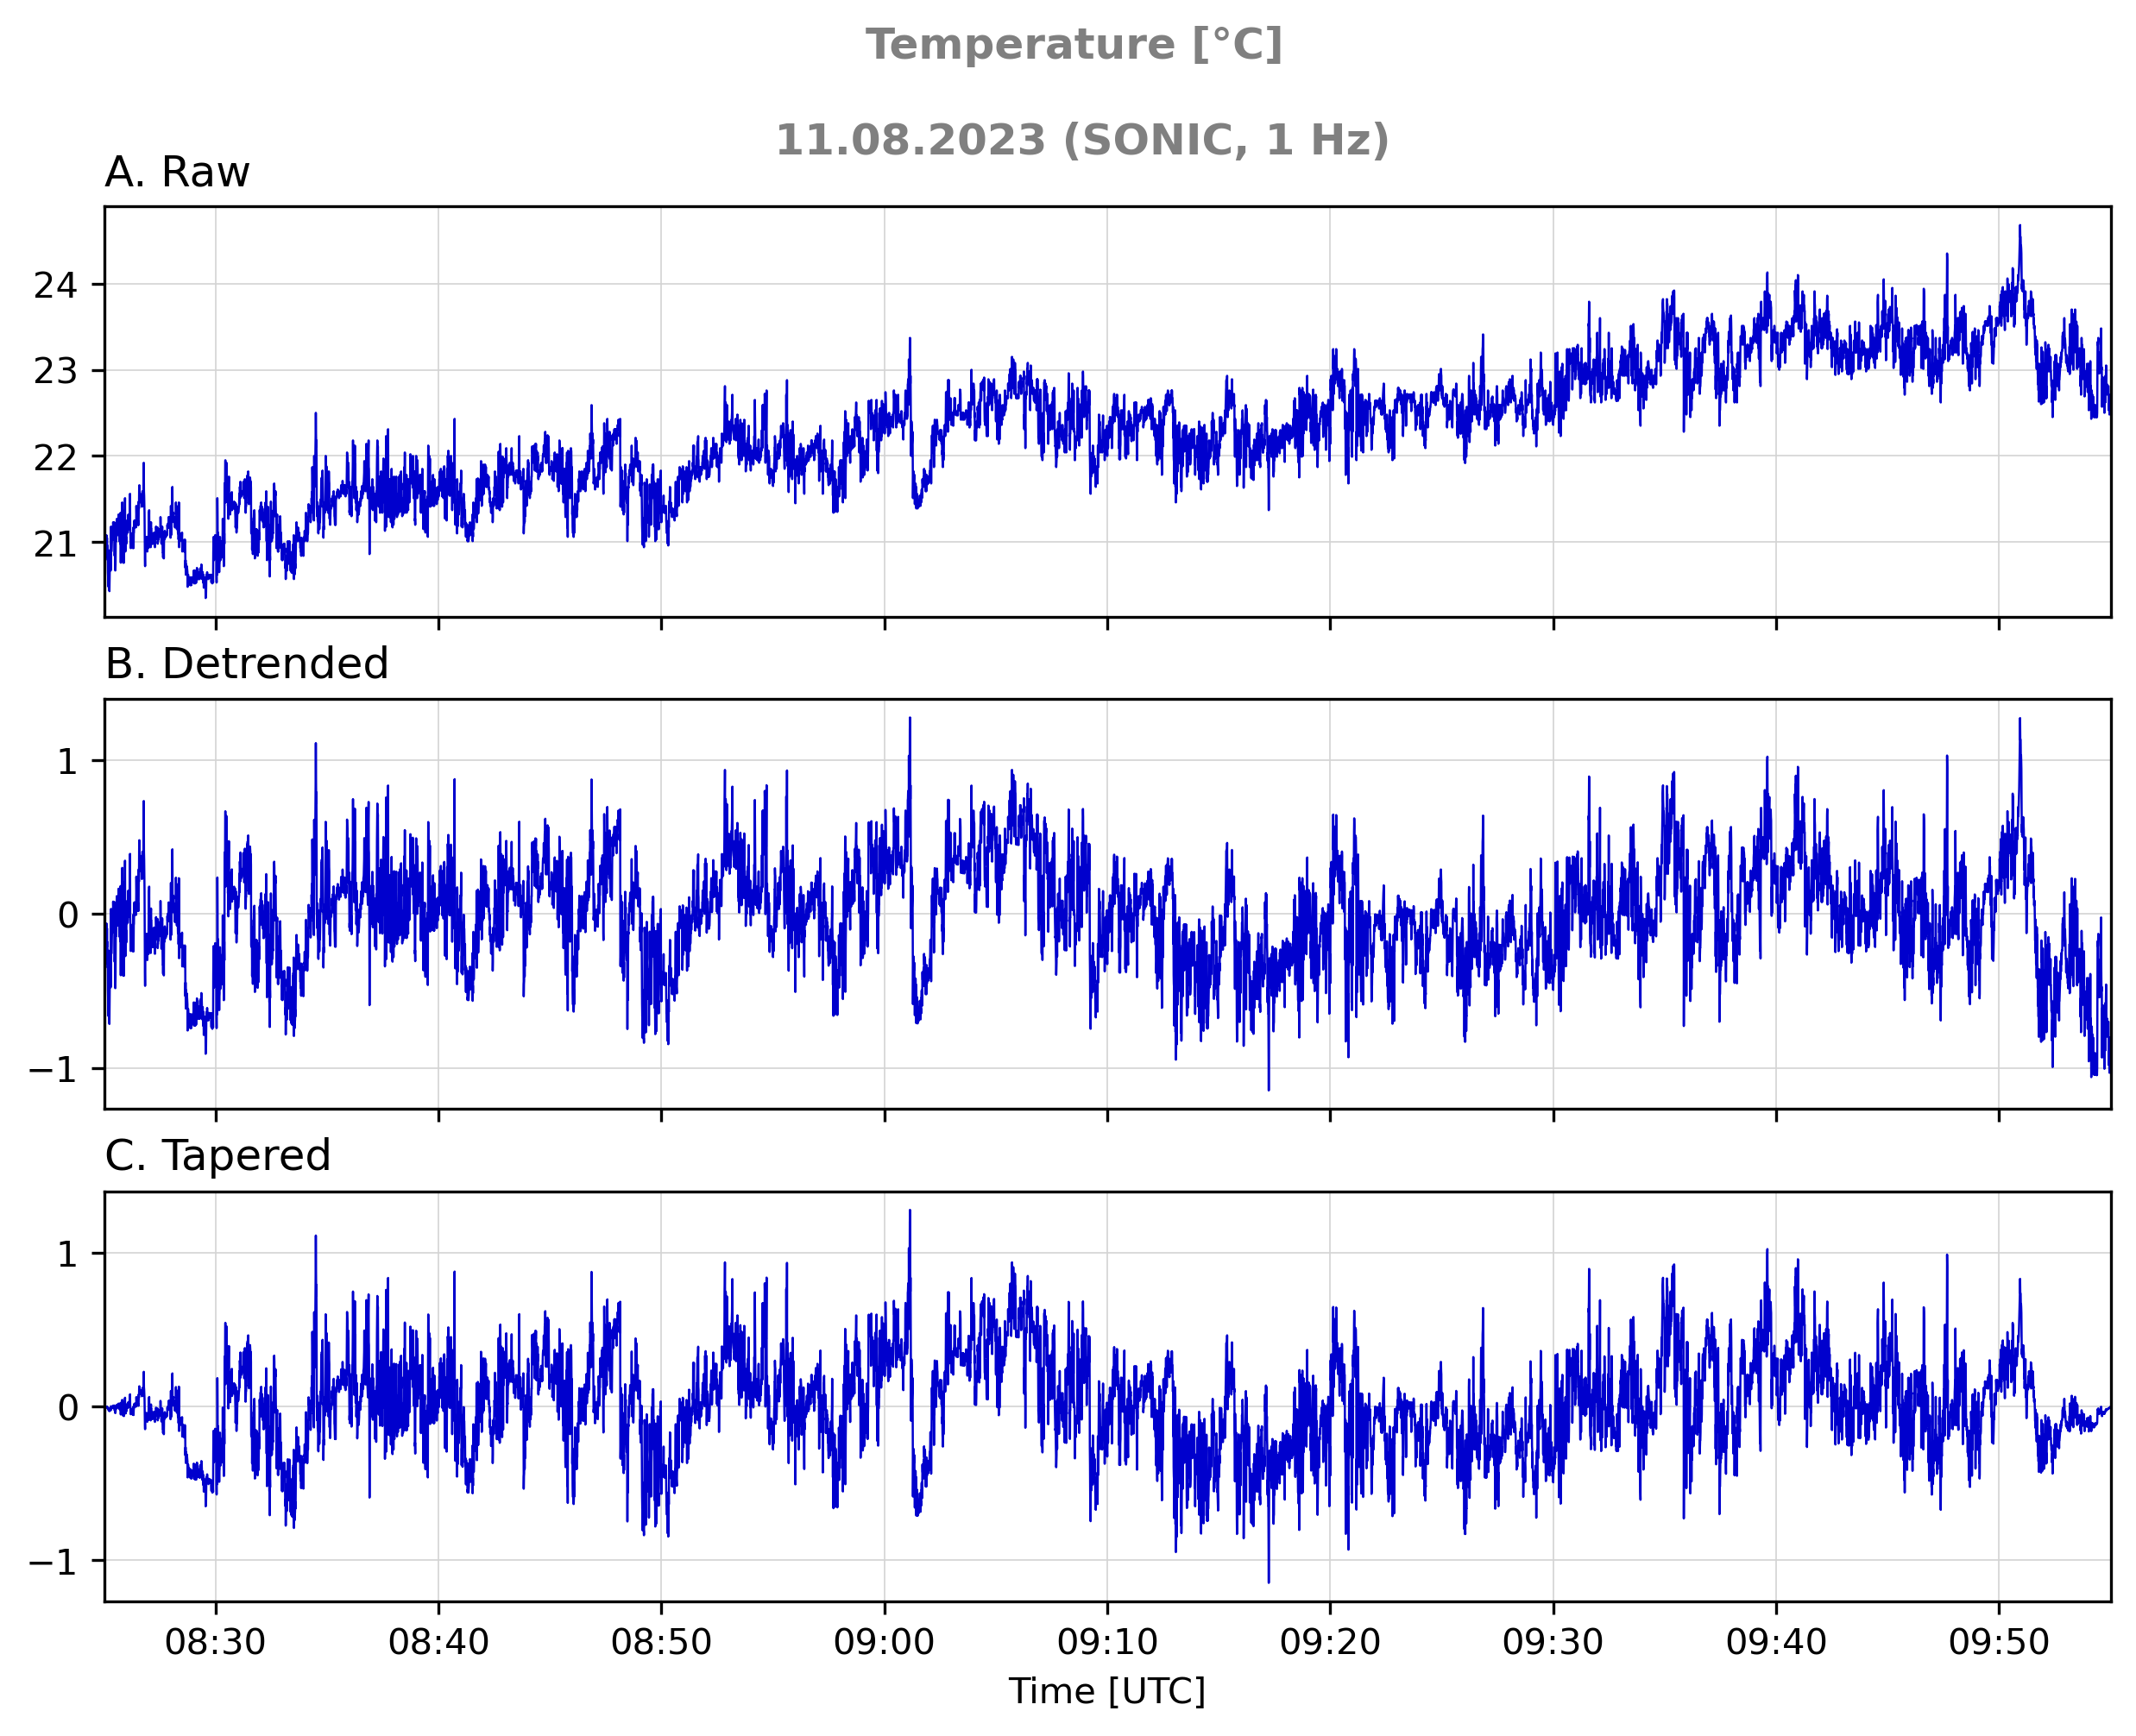 Temperature [°C]
11.08.2023 (SONIC, 1 Hz)
A. Raw
24
23
22
21
B. Detrended
1
0
−1
C. Tapered
1
0
−1
08:30 08:40 08:50 09:00 09:10 09:20 09:30 09:40 09:50
Time [UTC]